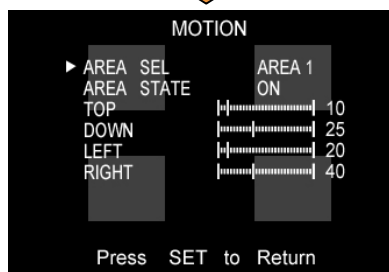 MOTION
AREA SEL AREA 1
AREA STATE ON
TOP 10
DOWN 25
LEFT 20
RIGHT 40
Press SET to Return